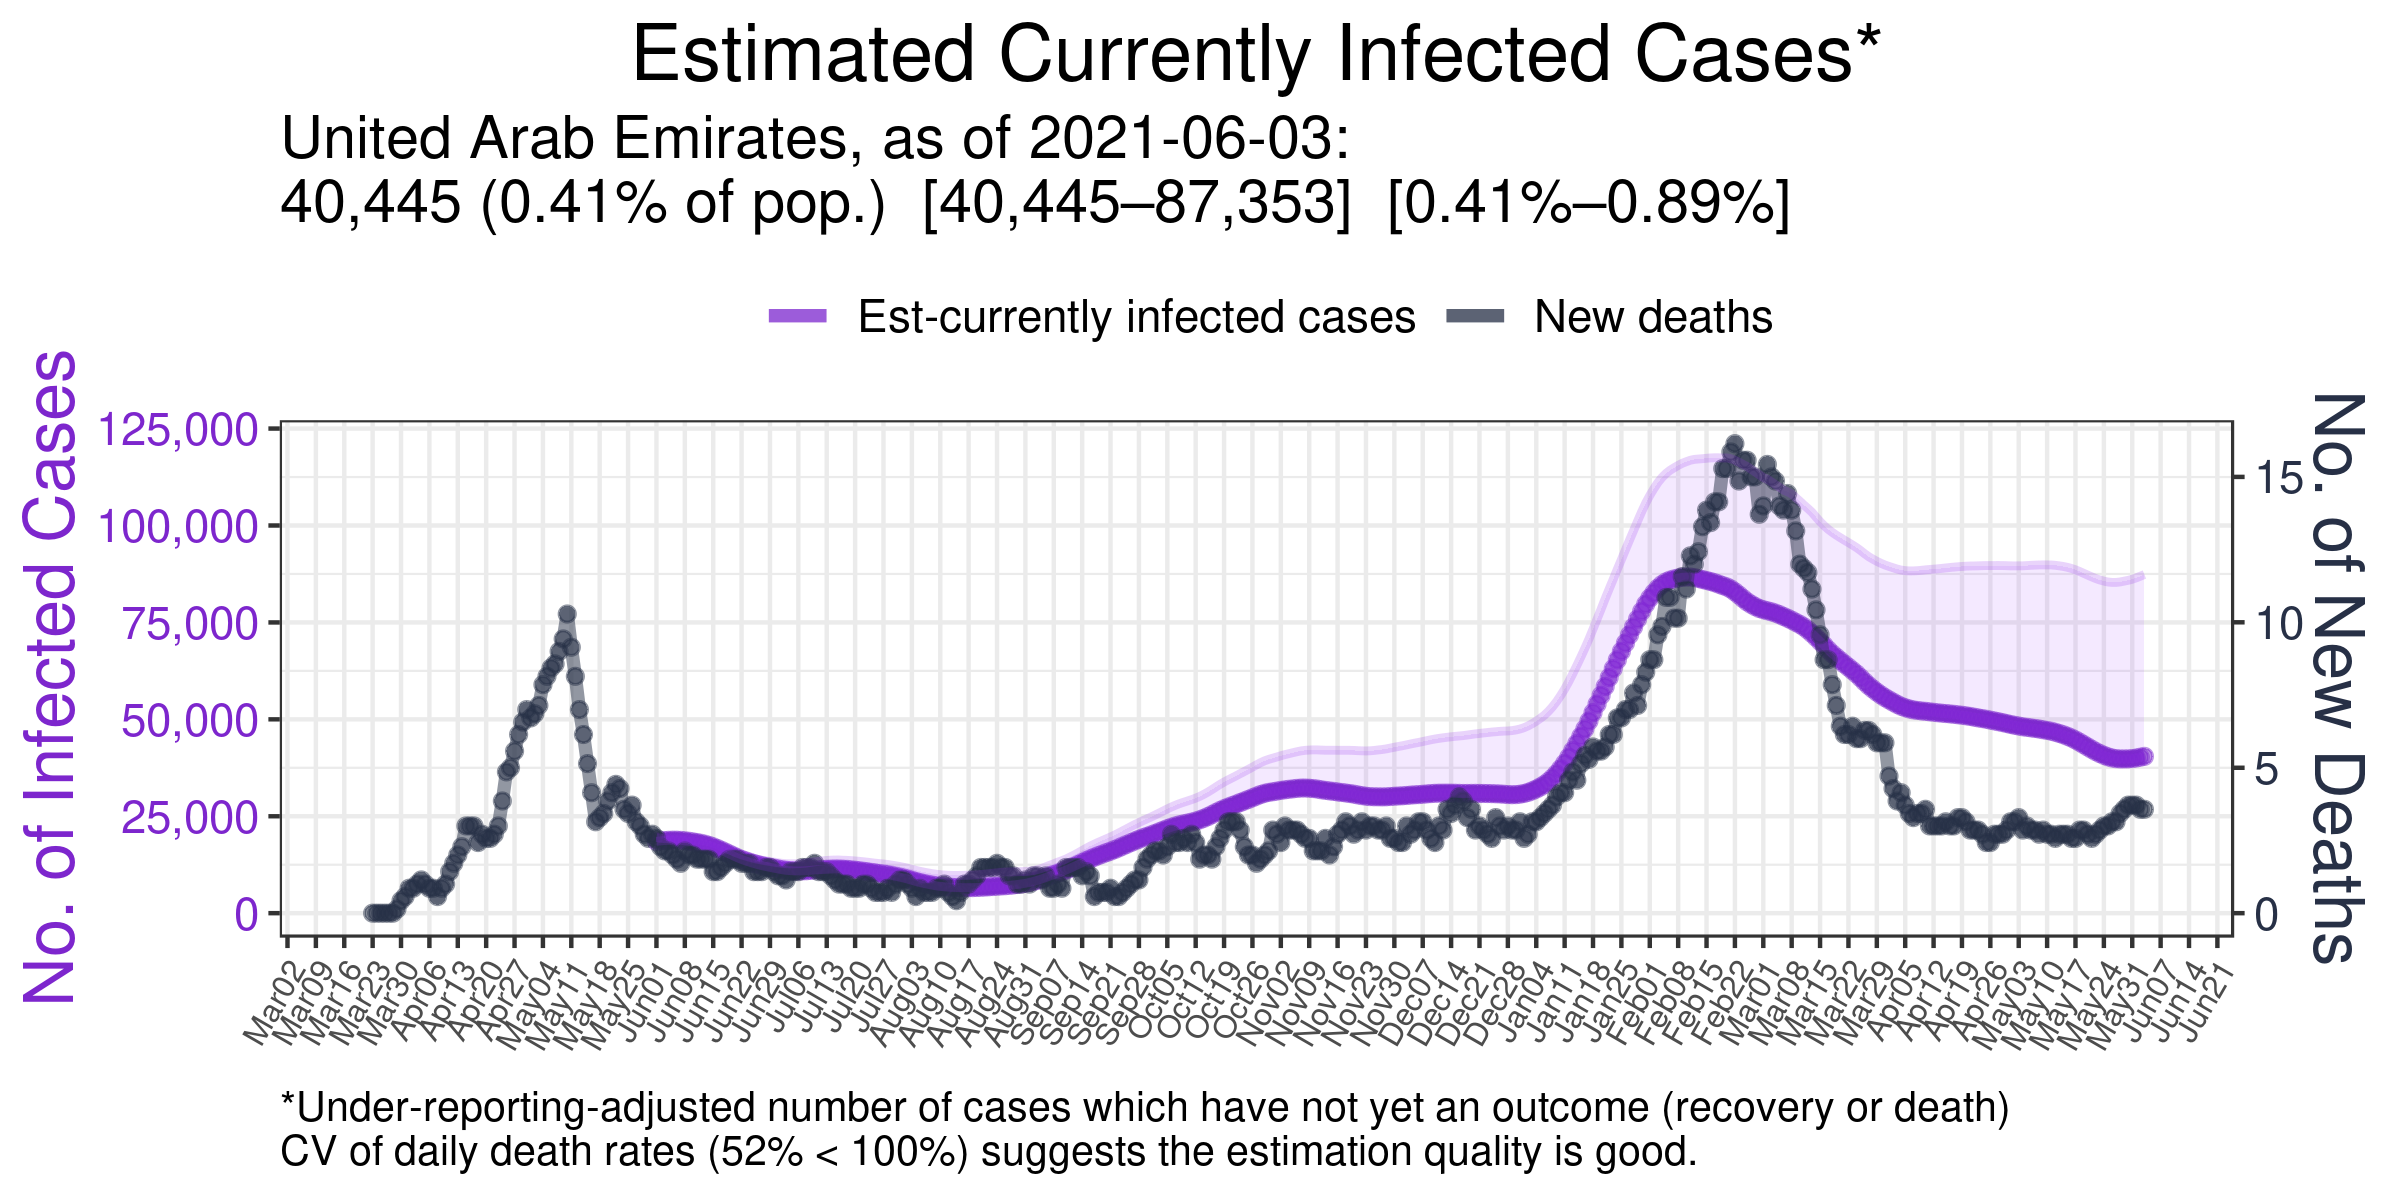 Estimated Currently Infected Cases*
United Arab Emirates, as of 2021-06-03:
40,445 (0.41% of pop.)  [40,445–87,353]  [0.41%–0.89%]
Est-currently infected cases
New deaths
No. of Infected Cases
125,000
100,000
75,000
50,000
25,000
0
15
10
5
0
No. of New Deaths
Mar02
Mar09
Mar16
Mar23
Mar30
Apr06
Apr13
Apr20
Apr27
May04
May11
May18
May25
Jun01
Jun08
Jun15
Jun22
Jun29
Jul06
Jul13
Jul20
Jul27
Aug03
Aug10
Aug17
Aug24
Aug31
Sep07
Sep14
Sep21
Sep28
Oct05
Oct12
Oct19
Oct26
Nov02
Nov09
Nov16
Nov23
Nov30
Dec07
Dec14
Dec21
Dec28
Jan04
Jan11
Jan18
Jan25
Feb01
Feb08
Feb15
Feb22
Mar01
Mar08
Mar15
Mar22
Mar29
Apr05
Apr12
Apr19
Apr26
May03
May10
May17
May24
May31
Jun07
Jun14
Jun21
*Under-reporting-adjusted number of cases which have not yet an outcome (recovery or death)
CV of daily death rates (52% < 100%) suggests the estimation quality is good.